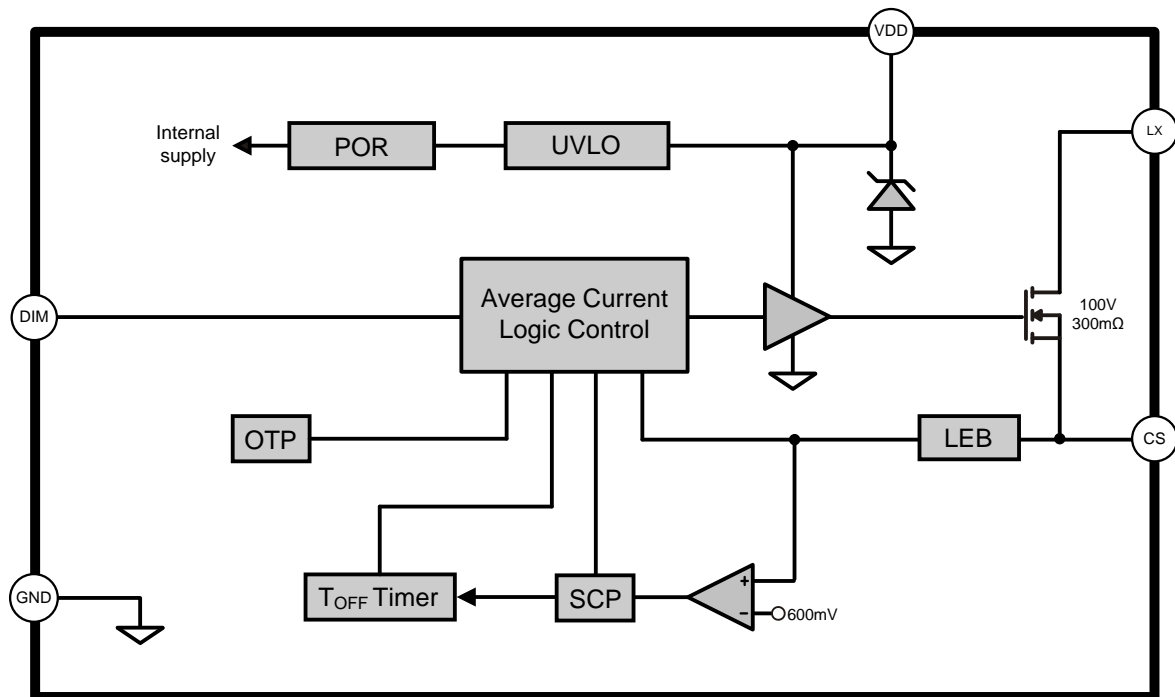 VDD
LX
Internal
supply
POR
UVLO
DIM
Average Current
Logic Control
100V
300mΩ
OTP
LEB
CS
GND
TOFF Timer
SCP
+
−
600mV